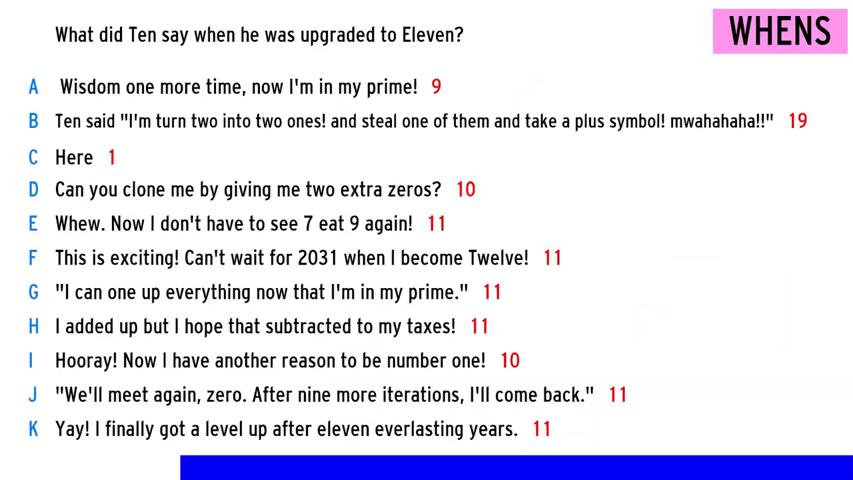 What did Ten say when he was upgraded to Eleven?
WHENS
A Wisdom one more time, now I'm in my prime! 9
B Ten said "I'm turn two into two ones! and steal one of them and take a plus symbol! mwahahaha!!" 19
C Here 1
D Can you clone me by giving me two extra zeros? 10
E Whew. Now I don't have to see 7 eat 9 again! 11
F This is exciting! Can't wait for 2031 when I become Twelve! 11
G "I can one up everything now that I'm in my prime." 11
H I added up but I hope that subtracted to my taxes! 11
I Hooray! Now I have another reason to be number one! 10
J "We'll meet again, zero. After nine more iterations, I'll come back." 11
K Yay! I finally got a level up after eleven everlasting years. 11